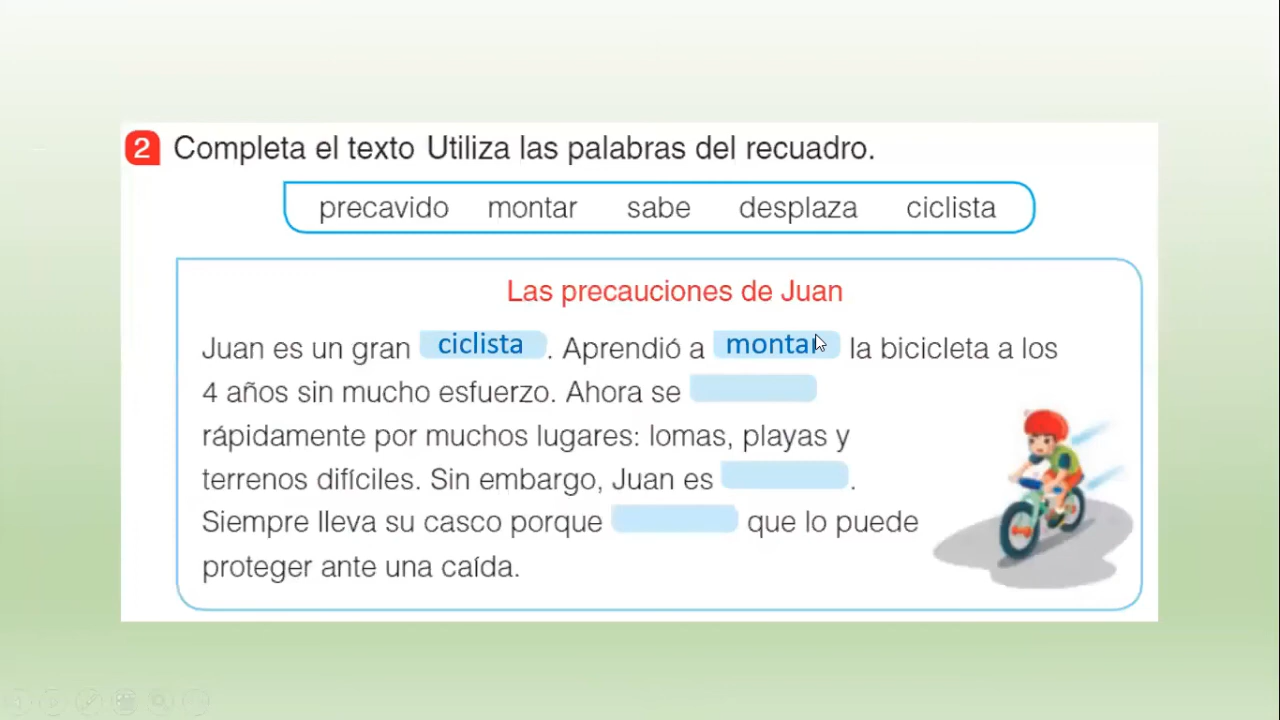 2 Completa el texto Utiliza las palabras del recuadro.
precavido montar sabe desplaza ciclista
Las precauciones de Juan
Juan es un gran ciclista . Aprendió a montar la bicicleta a los
4 años sin mucho esfuerzo. Ahora se
rápidamente por muchos lugares: lomas, playas y
terrenos difíciles. Sin embargo, Juan es .
Siempre lleva su casco porque que lo puede
proteger ante una caída.